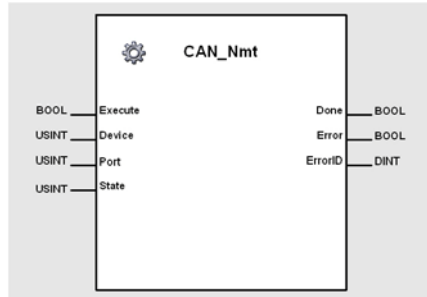 CAN_Nmt
BOOL Execute Done BOOL
USINT Device Error BOOL
USINT Port ErrorID DINT
USINT State